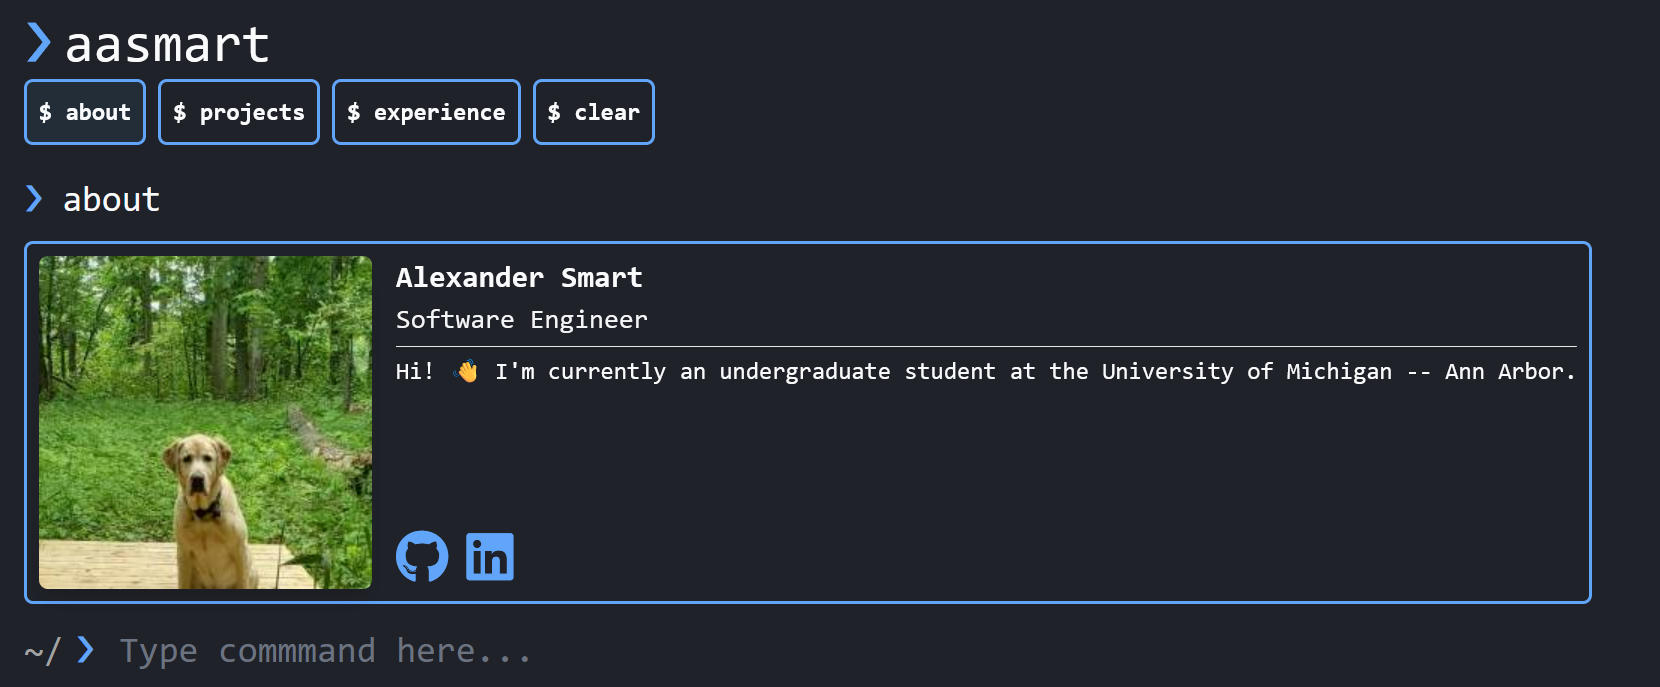 ❯ aasmart
$ about $ projects $ experience $ clear
❯ about
Alexander Smart
Software Engineer
Hi! 👋 I'm currently an undergraduate student at the University of Michigan -- Ann Arbor.
in
~/ ❯ Type commmand here...